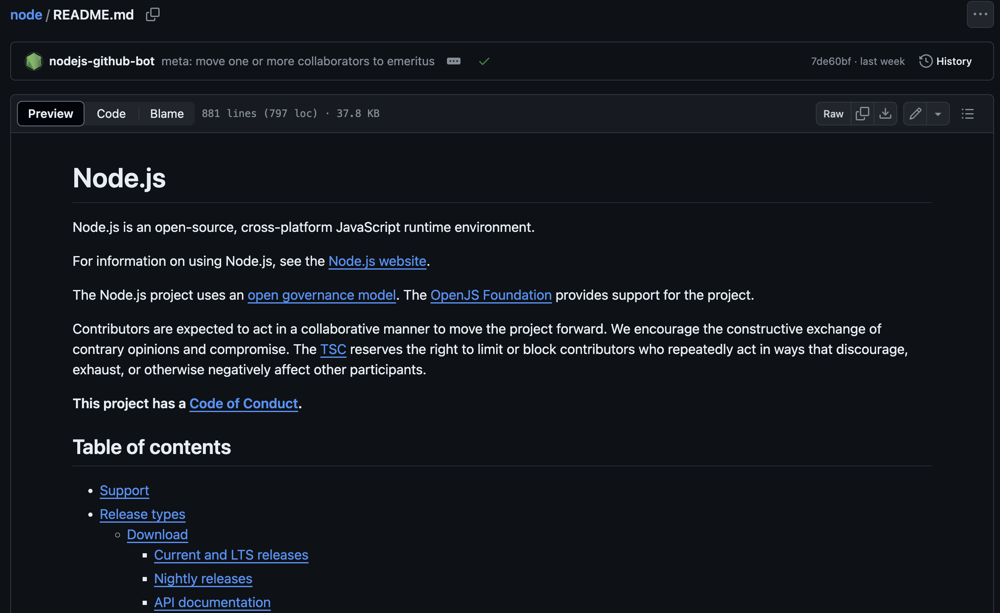 node / README.md
nodejs-github-bot meta: move one or more collaborators to emeritus
7de60bf · last week History
Preview Code Blame 881 lines (797 loc) · 37.8 KB Raw
Node.js
Node.js is an open-source, cross-platform JavaScript runtime environment.
For information on using Node.js, see the Node.js website.
The Node.js project uses an open governance model. The OpenJS Foundation provides support for the project.
Contributors are expected to act in a collaborative manner to move the project forward. We encourage the constructive exchange of
contrary opinions and compromise. The TSC reserves the right to limit or block contributors who repeatedly act in ways that discourage,
exhaust, or otherwise negatively affect other participants.
This project has a Code of Conduct.
Table of contents
Support
Release types
Download
Current and LTS releases
Nightly releases
API documentation